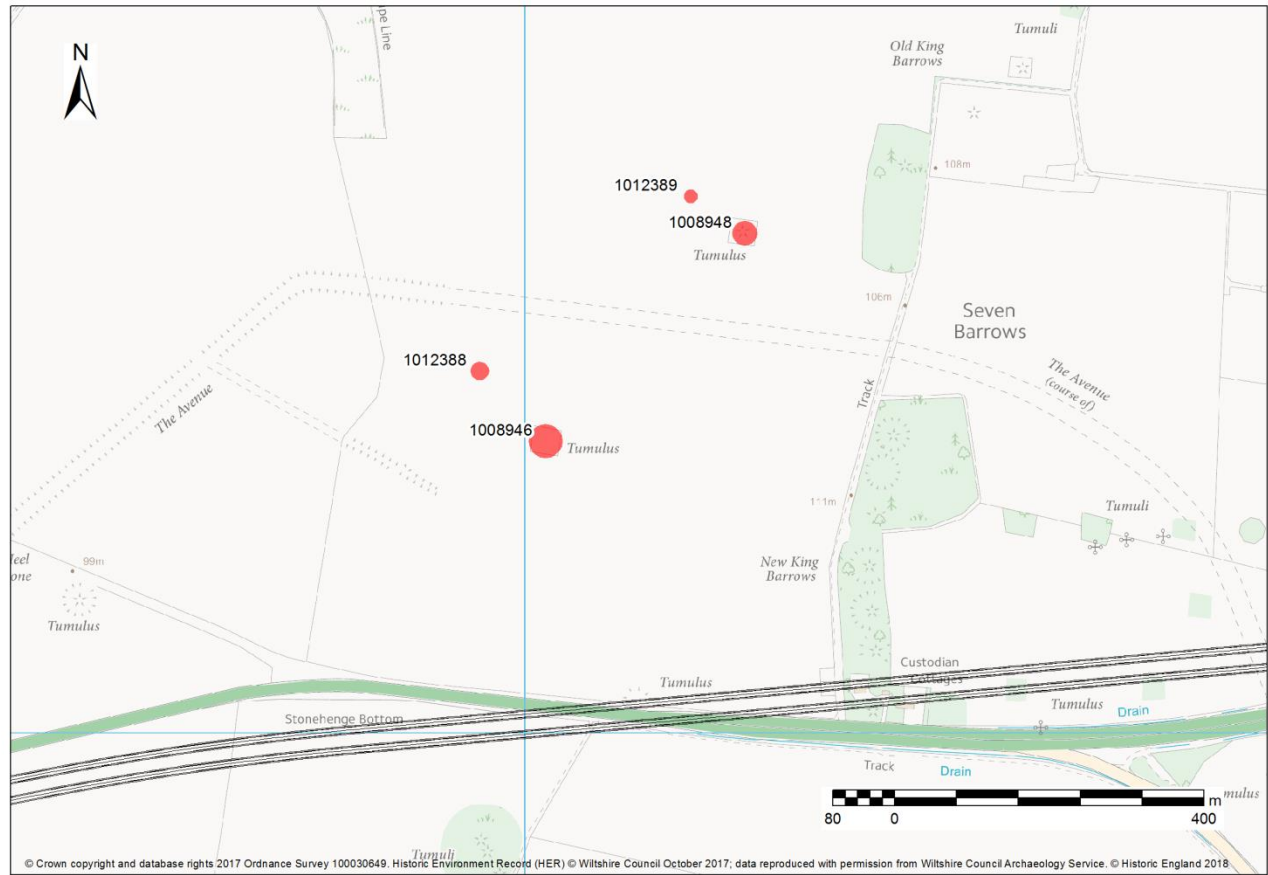 pe Line
Tumuli
Old King
Barrows
N
108m
1012389
1008948
Tumulus
106m
Seven
Barrows
1012388
The Avenue
The Avenue
(course of)
Track
1008946
Tumulus
111m
Tumuli
eel
one
99m
New King
Barrows
Tumulus
Custodian
Cottages
Tumulus
Tumulus
Stonehenge Bottom
Drain
Track
Drain
mulus
m
80
0
400
Tumuli
© Crown copyright and database rights 2017 Ordnance Survey 100030649. Historic Environment Record (HER) © Wiltshire Council October 2017; data reproduced with permission from Wiltshire Council Archaeology Service. © Historic England 2018